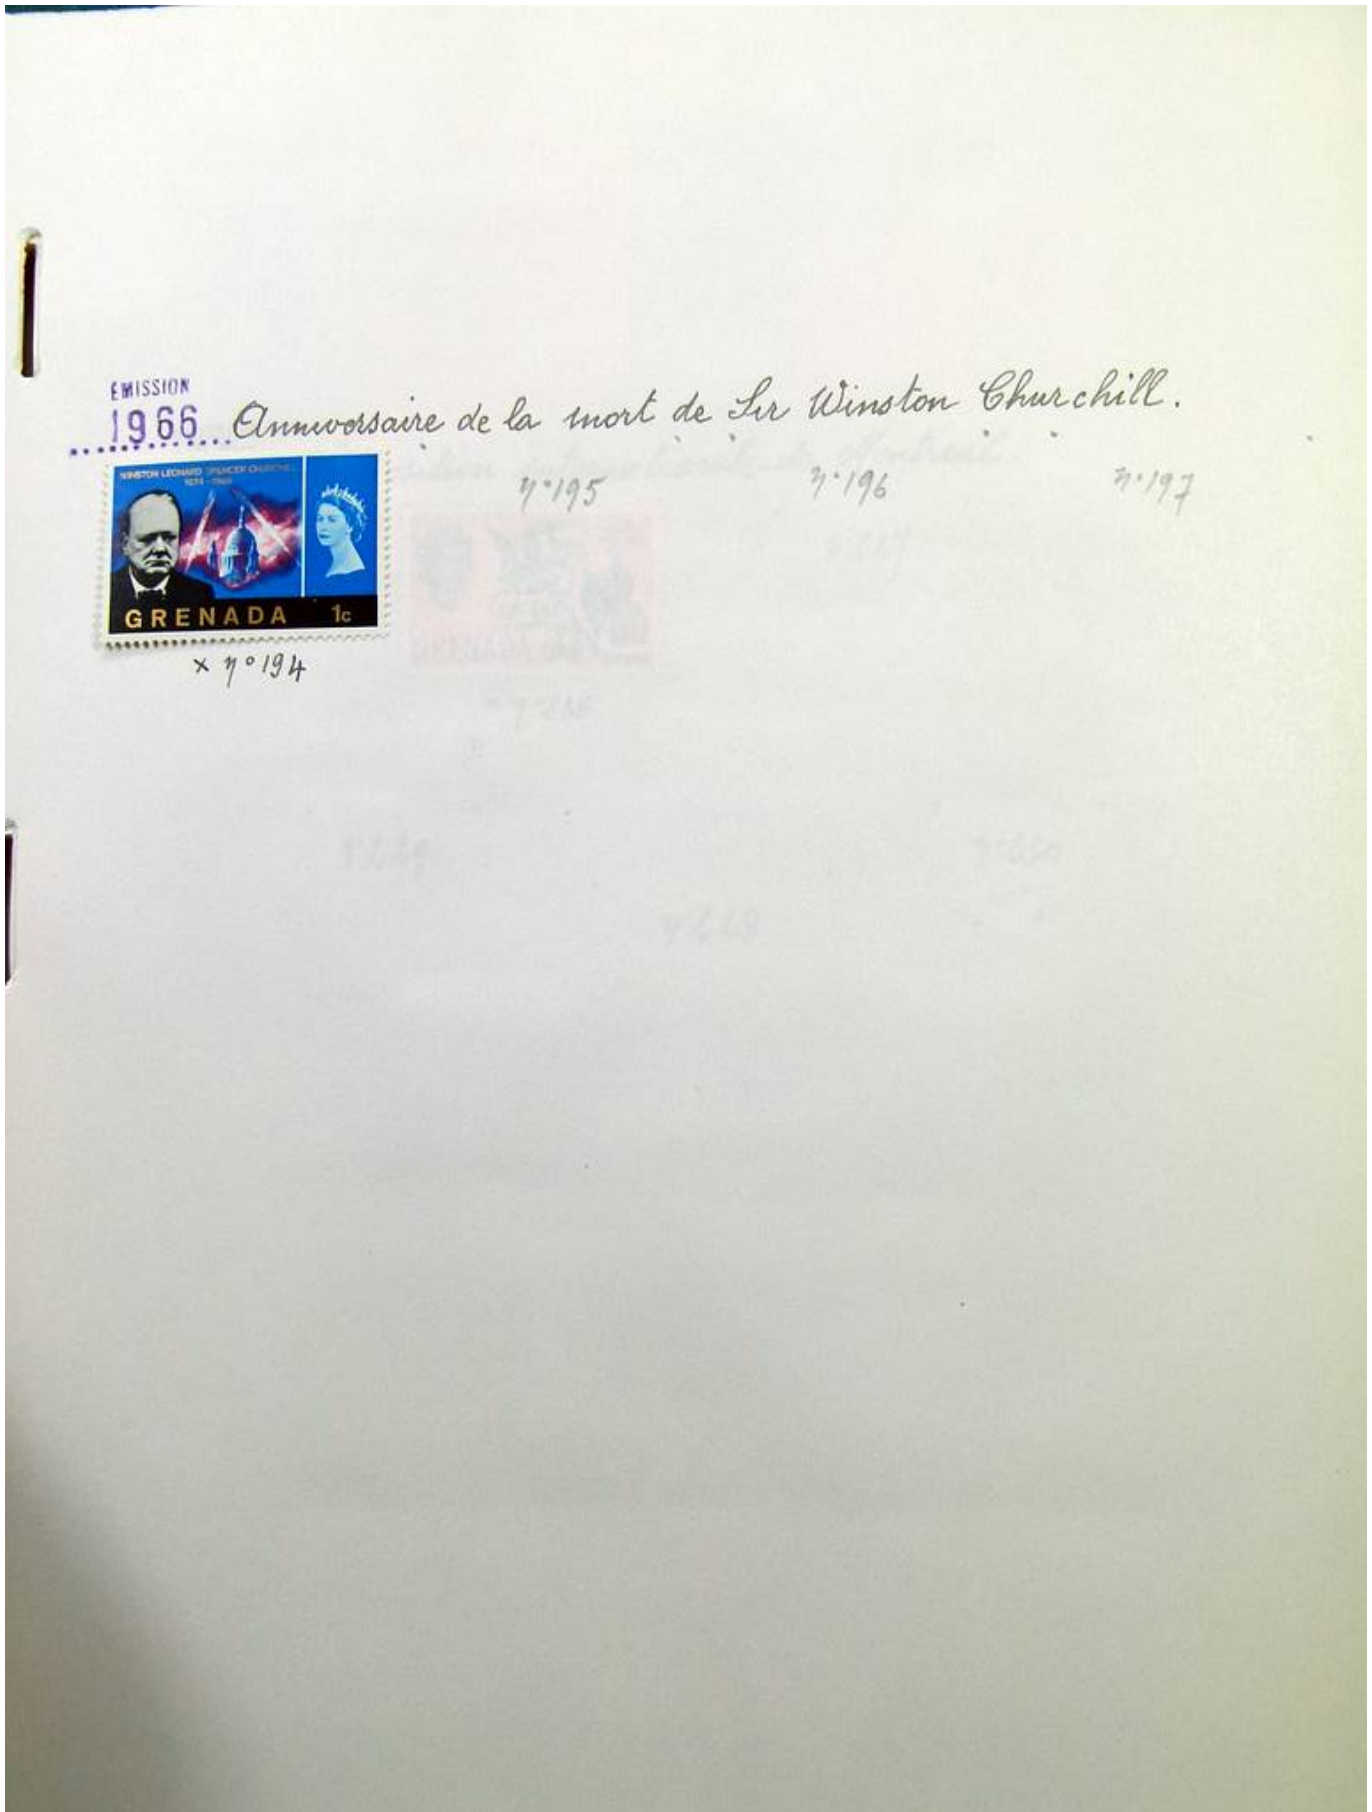 EMISSION
1966 Anniversaire de la mort de Sir Winston Churchill.
WINSTON LEONARD SPENCER CHURCHILL
n°195 n°196 n°197
GRENADA 1c
x n°194